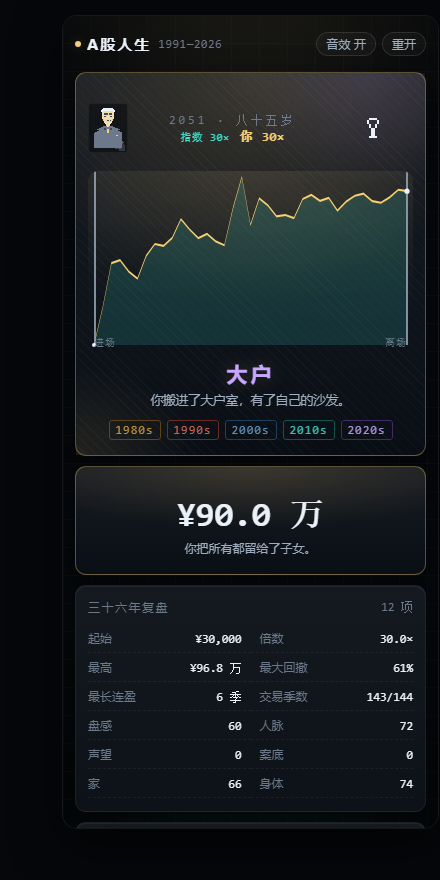 A股人生 1991—2026 音效 开 重开
2051 · 八十五岁
指数 30× 你 30×
进场 离场
大户
你搬进了大户室，有了自己的沙发。
1980s 1990s 2000s 2010s 2020s
¥90.0 万
你把所有都留给了子女。
三十六年复盘 12 项
起始 ¥30,000 倍数 30.0×
最高 ¥96.8 万 最大回撤 61%
最长连盈 6 季 交易季数 143/144
盘感 60 人脉 72
声望 0 案底 0
家 66 身体 74